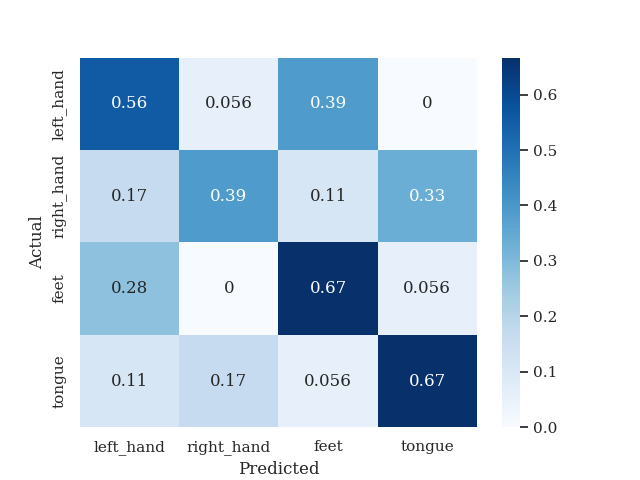 left_hand 0.56 0.056 0.39 0
right_hand 0.17 0.39 0.11 0.33
feet 0.28 0 0.67 0.056
tongue 0.11 0.17 0.056 0.67
left_hand right_hand feet tongue
Predicted
Actual
0.6
0.5
0.4
0.3
0.2
0.1
0.0